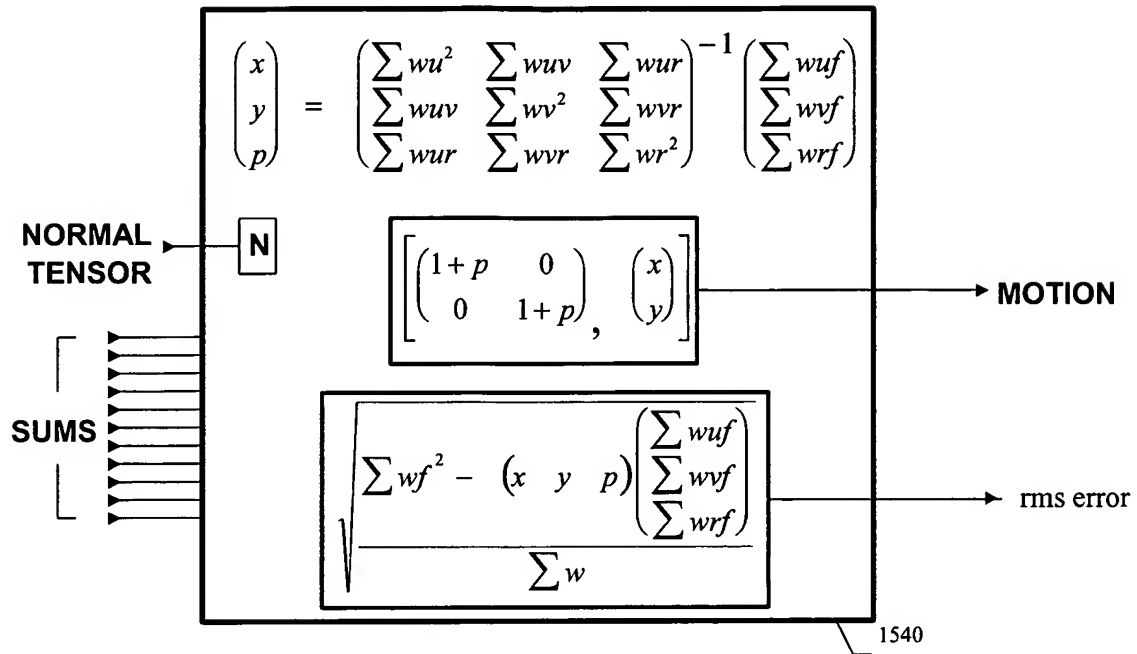 (x y p) = (∑wu² ∑wuv ∑wur
∑wuv ∑wv² ∑wvr
∑wur ∑wvr ∑wr²)⁻¹ (∑wuf
∑wvf
∑wrf)
NORMAL
TENSOR
N
[(1+p 0
0 1+p), (x
y)]
MOTION
SUMS
√ ∑wf² − (x y p) (∑wuf
∑wvf
∑wrf)
∑w
rms error
1540